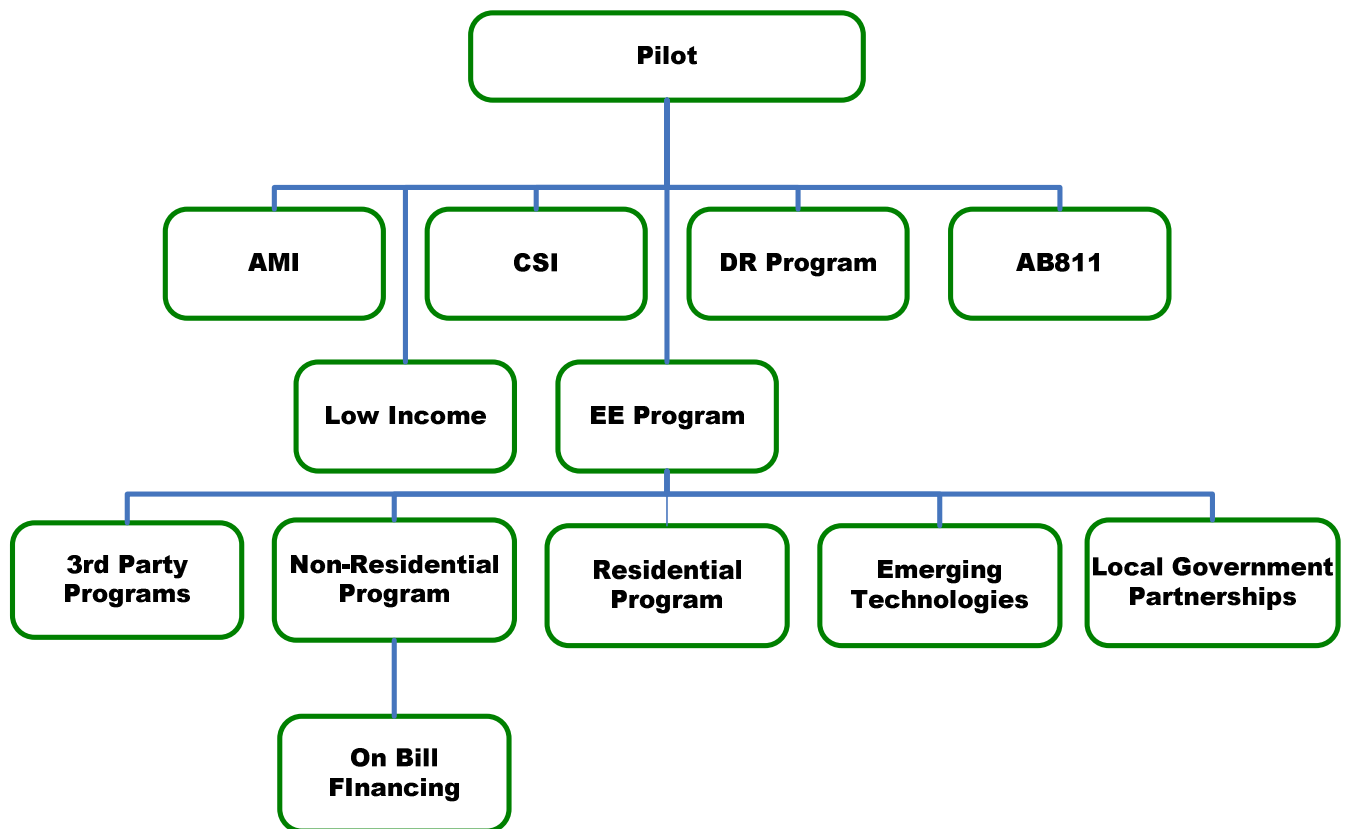 Pilot
AMI
CSI
DR Program
AB811
Low Income
EE Program
3rd Party
Programs
Non-Residential
Program
Residential
Program
Emerging
Technologies
Local Government
Partnerships
On Bill
FInancing